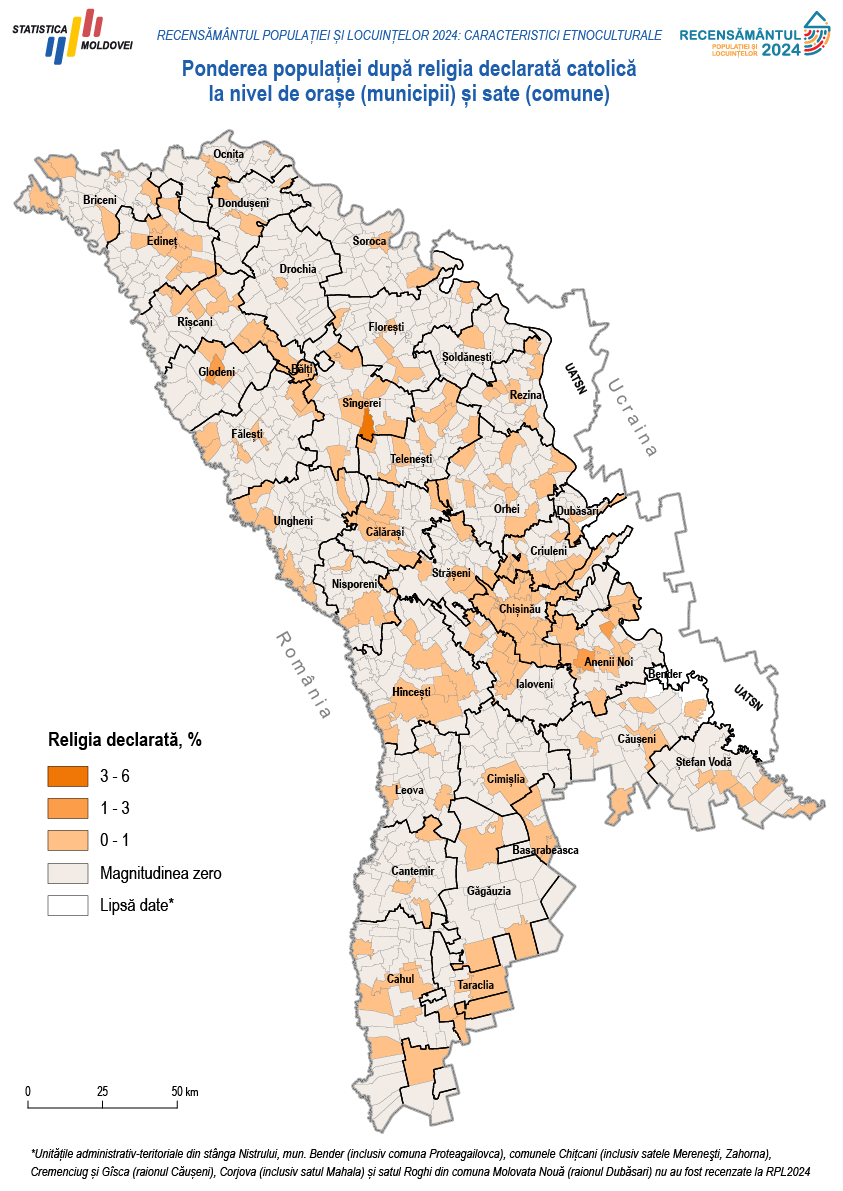 STATISTICA
MOLDOVEI
RECENSĂMÂNTUL POPULAȚIEI ȘI LOCUINȚELOR 2024: CARACTERISTICI ETNOCULTURALE
RECENSĂMÂNTUL
POPULAȚIEI ȘI
LOCUINȚELOR
2024
Ponderea populației după religia declarată catolică
la nivel de orașe (municipii) și sate (comune)
Ocnița
Briceni
Dondușeni
Edineț
Soroca
Drochia
Rîșcani
Florești
Șoldănești
Glodeni
Bălți
UATSN
Ucraina
Sîngerei
Rezina
Fălești
Telenești
Orhei
Dubăsari
Ungheni
Călărași
Criuleni
Strășeni
Nisporeni
Chișinău
România
Anenii Noi
Bender
Ialoveni
Hîncești
UATSN
Căușeni
Ștefan Vodă
Cimișlia
Leova
Basarabeasca
Cantemir
Găgăuzia
Cahul
Taraclia
Religia declarată, %
3 - 6
1 - 3
0 - 1
Magnitudinea zero
Lipsă date*
0 25 50 km
*Unitățile administrativ-teritoriale din stânga Nistrului, mun. Bender (inclusiv comuna Proteagailovca), comunele Chițcani (inclusiv satele Merenești, Zahorna),
Cremenciug și Gîsca (raionul Căușeni), Corjova (inclusiv satul Mahala) și satul Roghi din comuna Molovata Nouă (raionul Dubăsari) nu au fost recenzate la RPL2024